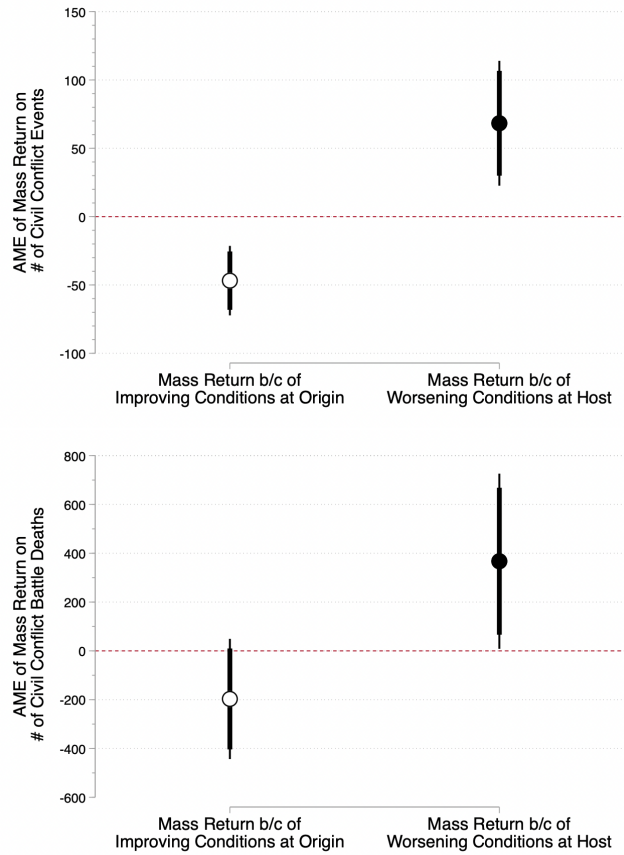 AME of Mass Return on
# of Civil Conflict Events
150
100
50
0
-50
-100
Mass Return b/c of
Improving Conditions at Origin
Mass Return b/c of
Worsening Conditions at Host
AME of Mass Return on
# of Civil Conflict Battle Deaths
800
600
400
200
0
-200
-400
-600
Mass Return b/c of
Improving Conditions at Origin
Mass Return b/c of
Worsening Conditions at Host